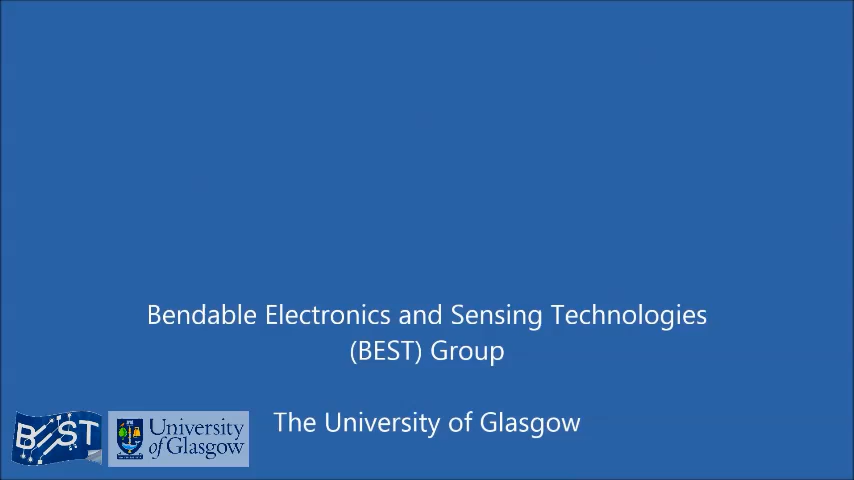 Bendable Electronics and Sensing Technologies
(BEST) Group
The University of Glasgow
BEST
University
of Glasgow